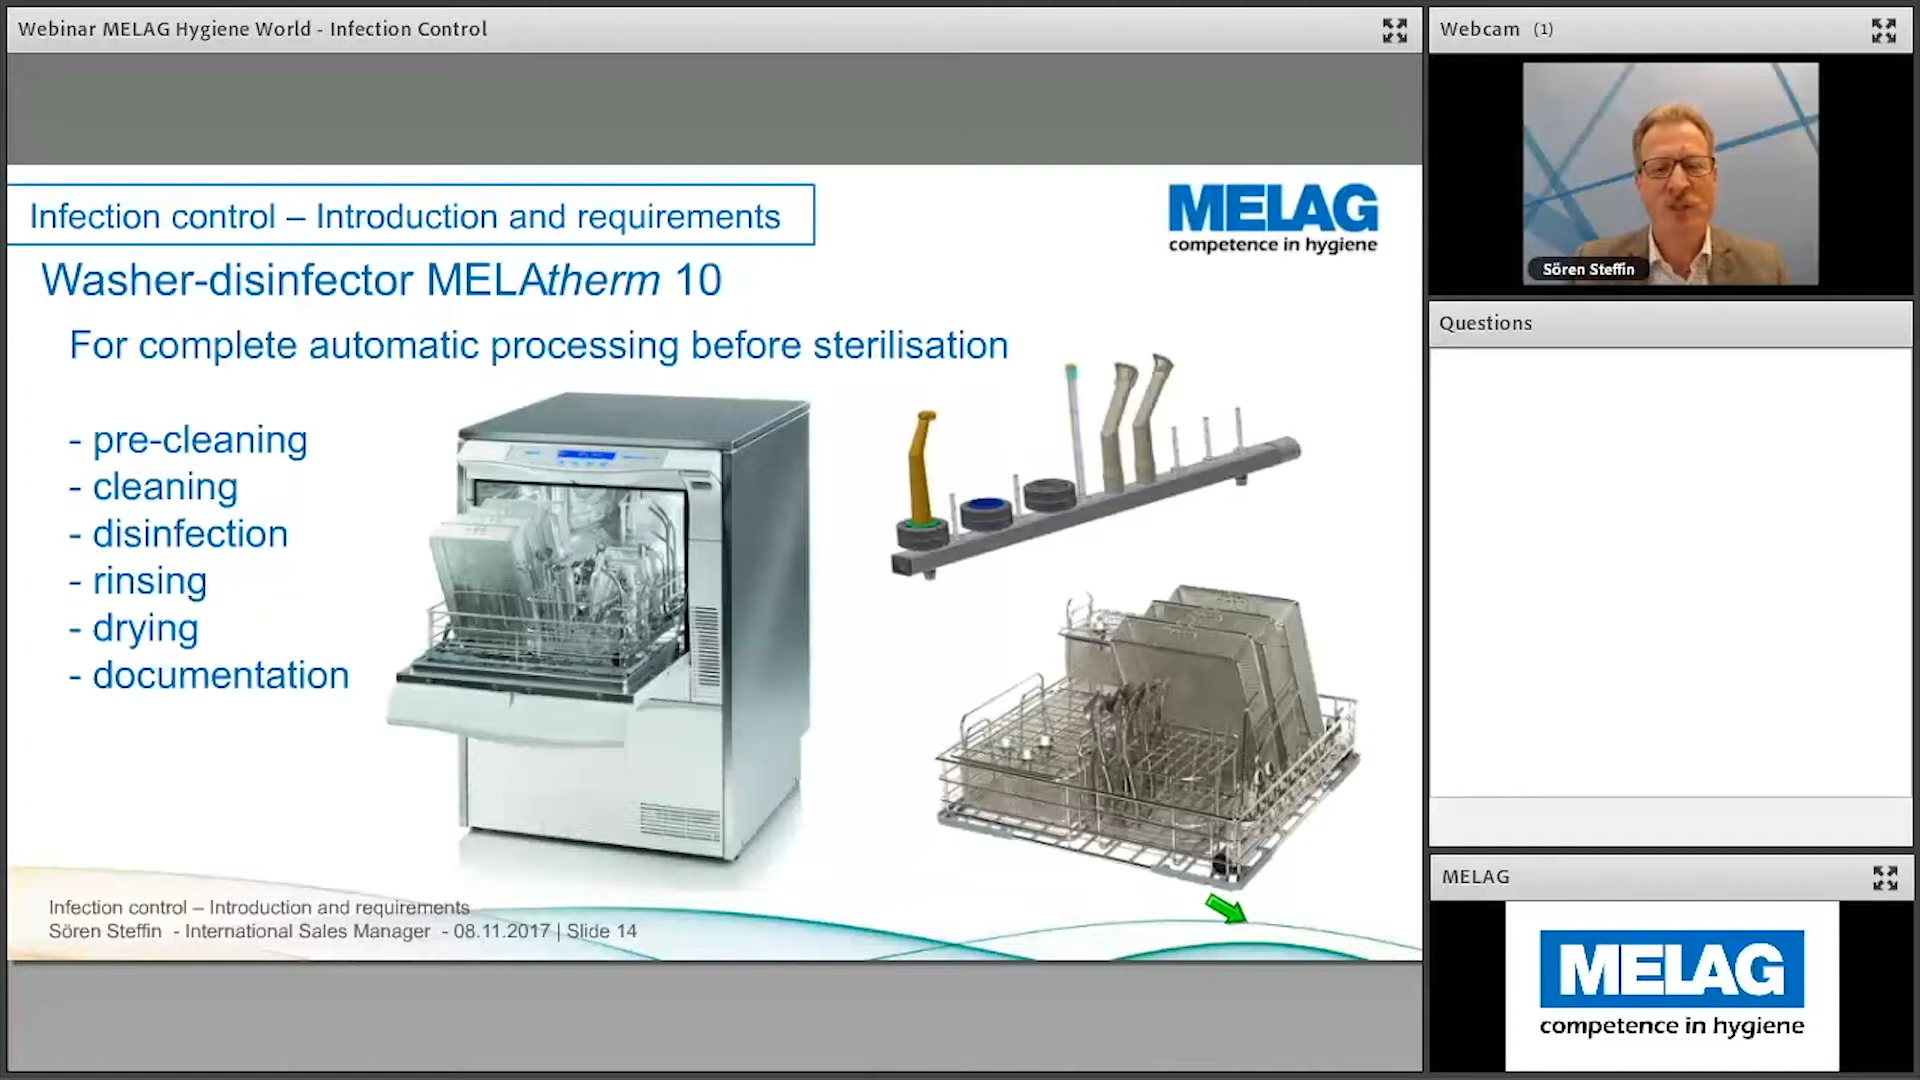 Webinar MELAG Hygiene World - Infection Control
Infection control – Introduction and requirements
MELAG
competence in hygiene
Washer-disinfector MELAtherm 10
For complete automatic processing before sterilisation
- pre-cleaning
- cleaning
- disinfection
- rinsing
- drying
- documentation
Infection control – Introduction and requirements
Sören Steffin - International Sales Manager - 08.11.2017 | Slide 14
Webcam (1)
Sören Steffin
Questions
MELAG
MELAG
competence in hygiene